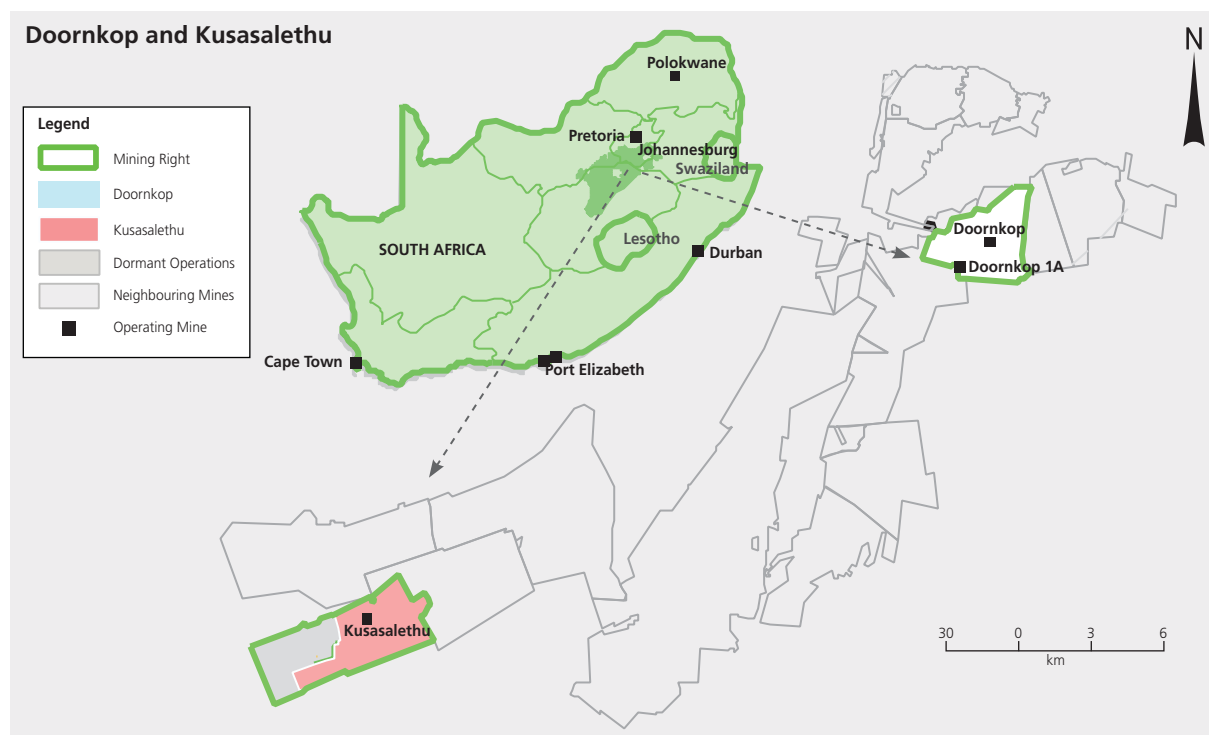 Doornkop and Kusasalethu
N
Legend
Mining Right
Doornkop
Kusasalethu
Dormant Operations
Neighbouring Mines
Operating Mine
Polokwane
Pretoria
Johannesburg
Swaziland
SOUTH AFRICA
Lesotho
Durban
Cape Town
Port Elizabeth
Doornkop
Doornkop 1A
Kusasalethu
30 0 3 6
km